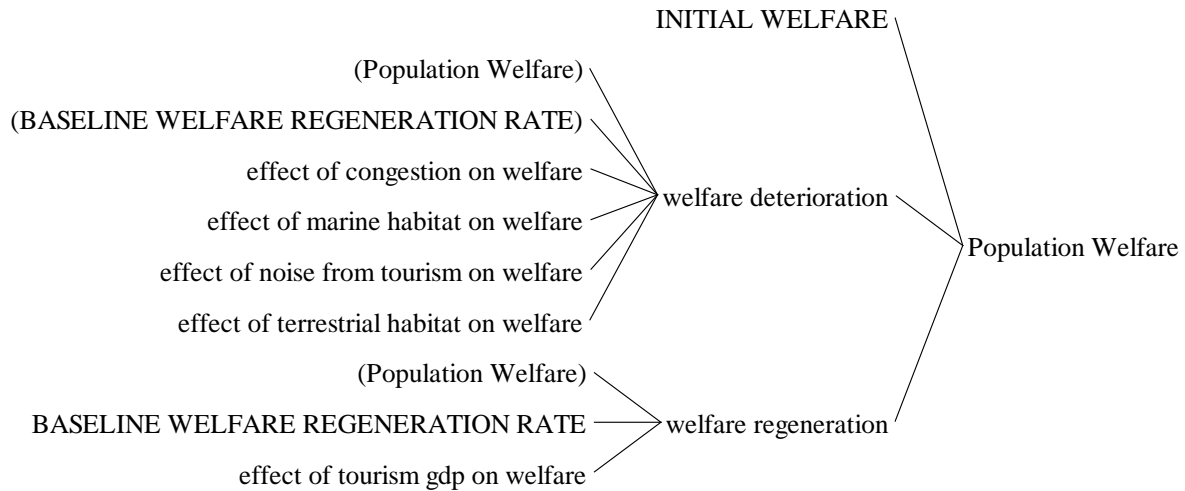 INITIAL WELFARE
(Population Welfare)
(BASELINE WELFARE REGENERATION RATE)
effect of congestion on welfare
effect of marine habitat on welfare
effect of noise from tourism on welfare
effect of terrestrial habitat on welfare
welfare deterioration
Population Welfare
(Population Welfare)
BASELINE WELFARE REGENERATION RATE
effect of tourism gdp on welfare
welfare regeneration